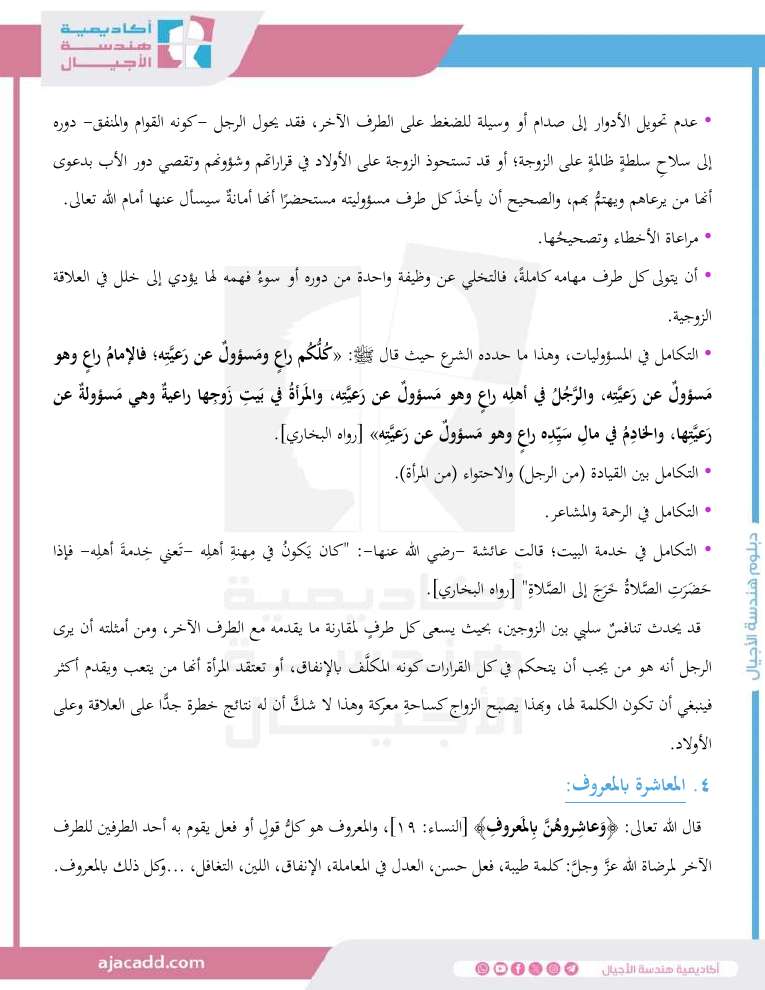 أكاديمية
هندسة
الأجيال
• عدم تحويل الأدوار إلى صدام أو وسيلة للضغط على الطرف الآخر، فقد يحول الرجل –كونه القوام والمنفق– دوره
إلى سلاحِ سلطةٍ ظالمةٍ على الزوجة؛ أو قد تستحوذ الزوجة على الأولاد في قراراتهم وشؤونهم وتقصي دور الأب بدعوى
أنها من يرعاهم ويهتمُّ بهم، والصحيح أن يأخذَ كل طرف مسؤوليته مستحضرًا أنها أمانةٌ سيسأل عنها أمام الله تعالى.
• مراعاة الأخطاء وتصحيحُها.
• أن يتولى كل طرف مهامه كاملةً، فالتخلي عن وظيفة واحدة من دوره أو سوءُ فهمه لها يؤدي إلى خلل في العلاقة
الزوجية.
• التكامل في المسؤوليات، وهذا ما حدده الشرع حيث قال ﷺ: «كُلُّكُم راعٍ ومَسؤولٌ عن رَعيَّتِه؛ فالإمامُ راعٍ وهو
مَسؤولٌ عن رَعيَّتِه، والرَّجُلُ في أهلِه راعٍ وهو مَسؤولٌ عن رَعيَّتِه، والمَرأةُ في بَيتِ زَوجِها راعيةٌ وهي مَسؤولةٌ عن
رَعيَّتِها، والخادِمُ في مالِ سَيِّدِه راعٍ وهو مَسؤولٌ عن رَعيَّتِه» [رواه البخاري].
• التكامل بين القيادة (من الرجل) والاحتواء (من المرأة).
• التكامل في الرحمة والمشاعر.
• التكامل في خدمة البيت؛ قالت عائشة –رضي الله عنها–: "كان يَكونُ في مِهنةِ أهلِه –تَعني خِدمةَ أهلِه– فإذا
حَضَرَتِ الصَّلاةُ خَرَجَ إلى الصَّلاةِ" [رواه البخاري].
قد يحدث تنافسٌ سلبي بين الزوجين، بحيث يسعى كل طرفٍ لمقارنة ما يقدمه مع الطرف الآخر، ومن أمثلته أن يرى
الرجل أنه هو من يجب أن يتحكم في كل القرارات كونه المكلَّف بالإنفاق، أو تعتقد المرأة أنها من يتعب ويقدم أكثر
فينبغي أن تكون الكلمة لها، وبهذا يصبح الزواج كساحةِ معركة وهذا لا شكَّ أن له نتائج خطرة جدًّا على العلاقة وعلى
الأولاد.
٤. المعاشرة بالمعروف:
قال الله تعالى: ﴿وَعاشِروهُنَّ بِالمَعروفِ﴾ [النساء: ١٩]، والمعروف هو كلُّ قولٍ أو فعل يقوم به أحد الطرفين للطرف
الآخر لمرضاة الله عزَّ وجلَّ: كلمة طيبة، فعل حسن، العدل في المعاملة، الإنفاق، اللين، التغافل، ...وكل ذلك بالمعروف.
دبلوم هندسة الأجيال
أكاديمية هندسة الأجيال
ajacadd.com
أكاديمية
هندسة
الأجيال